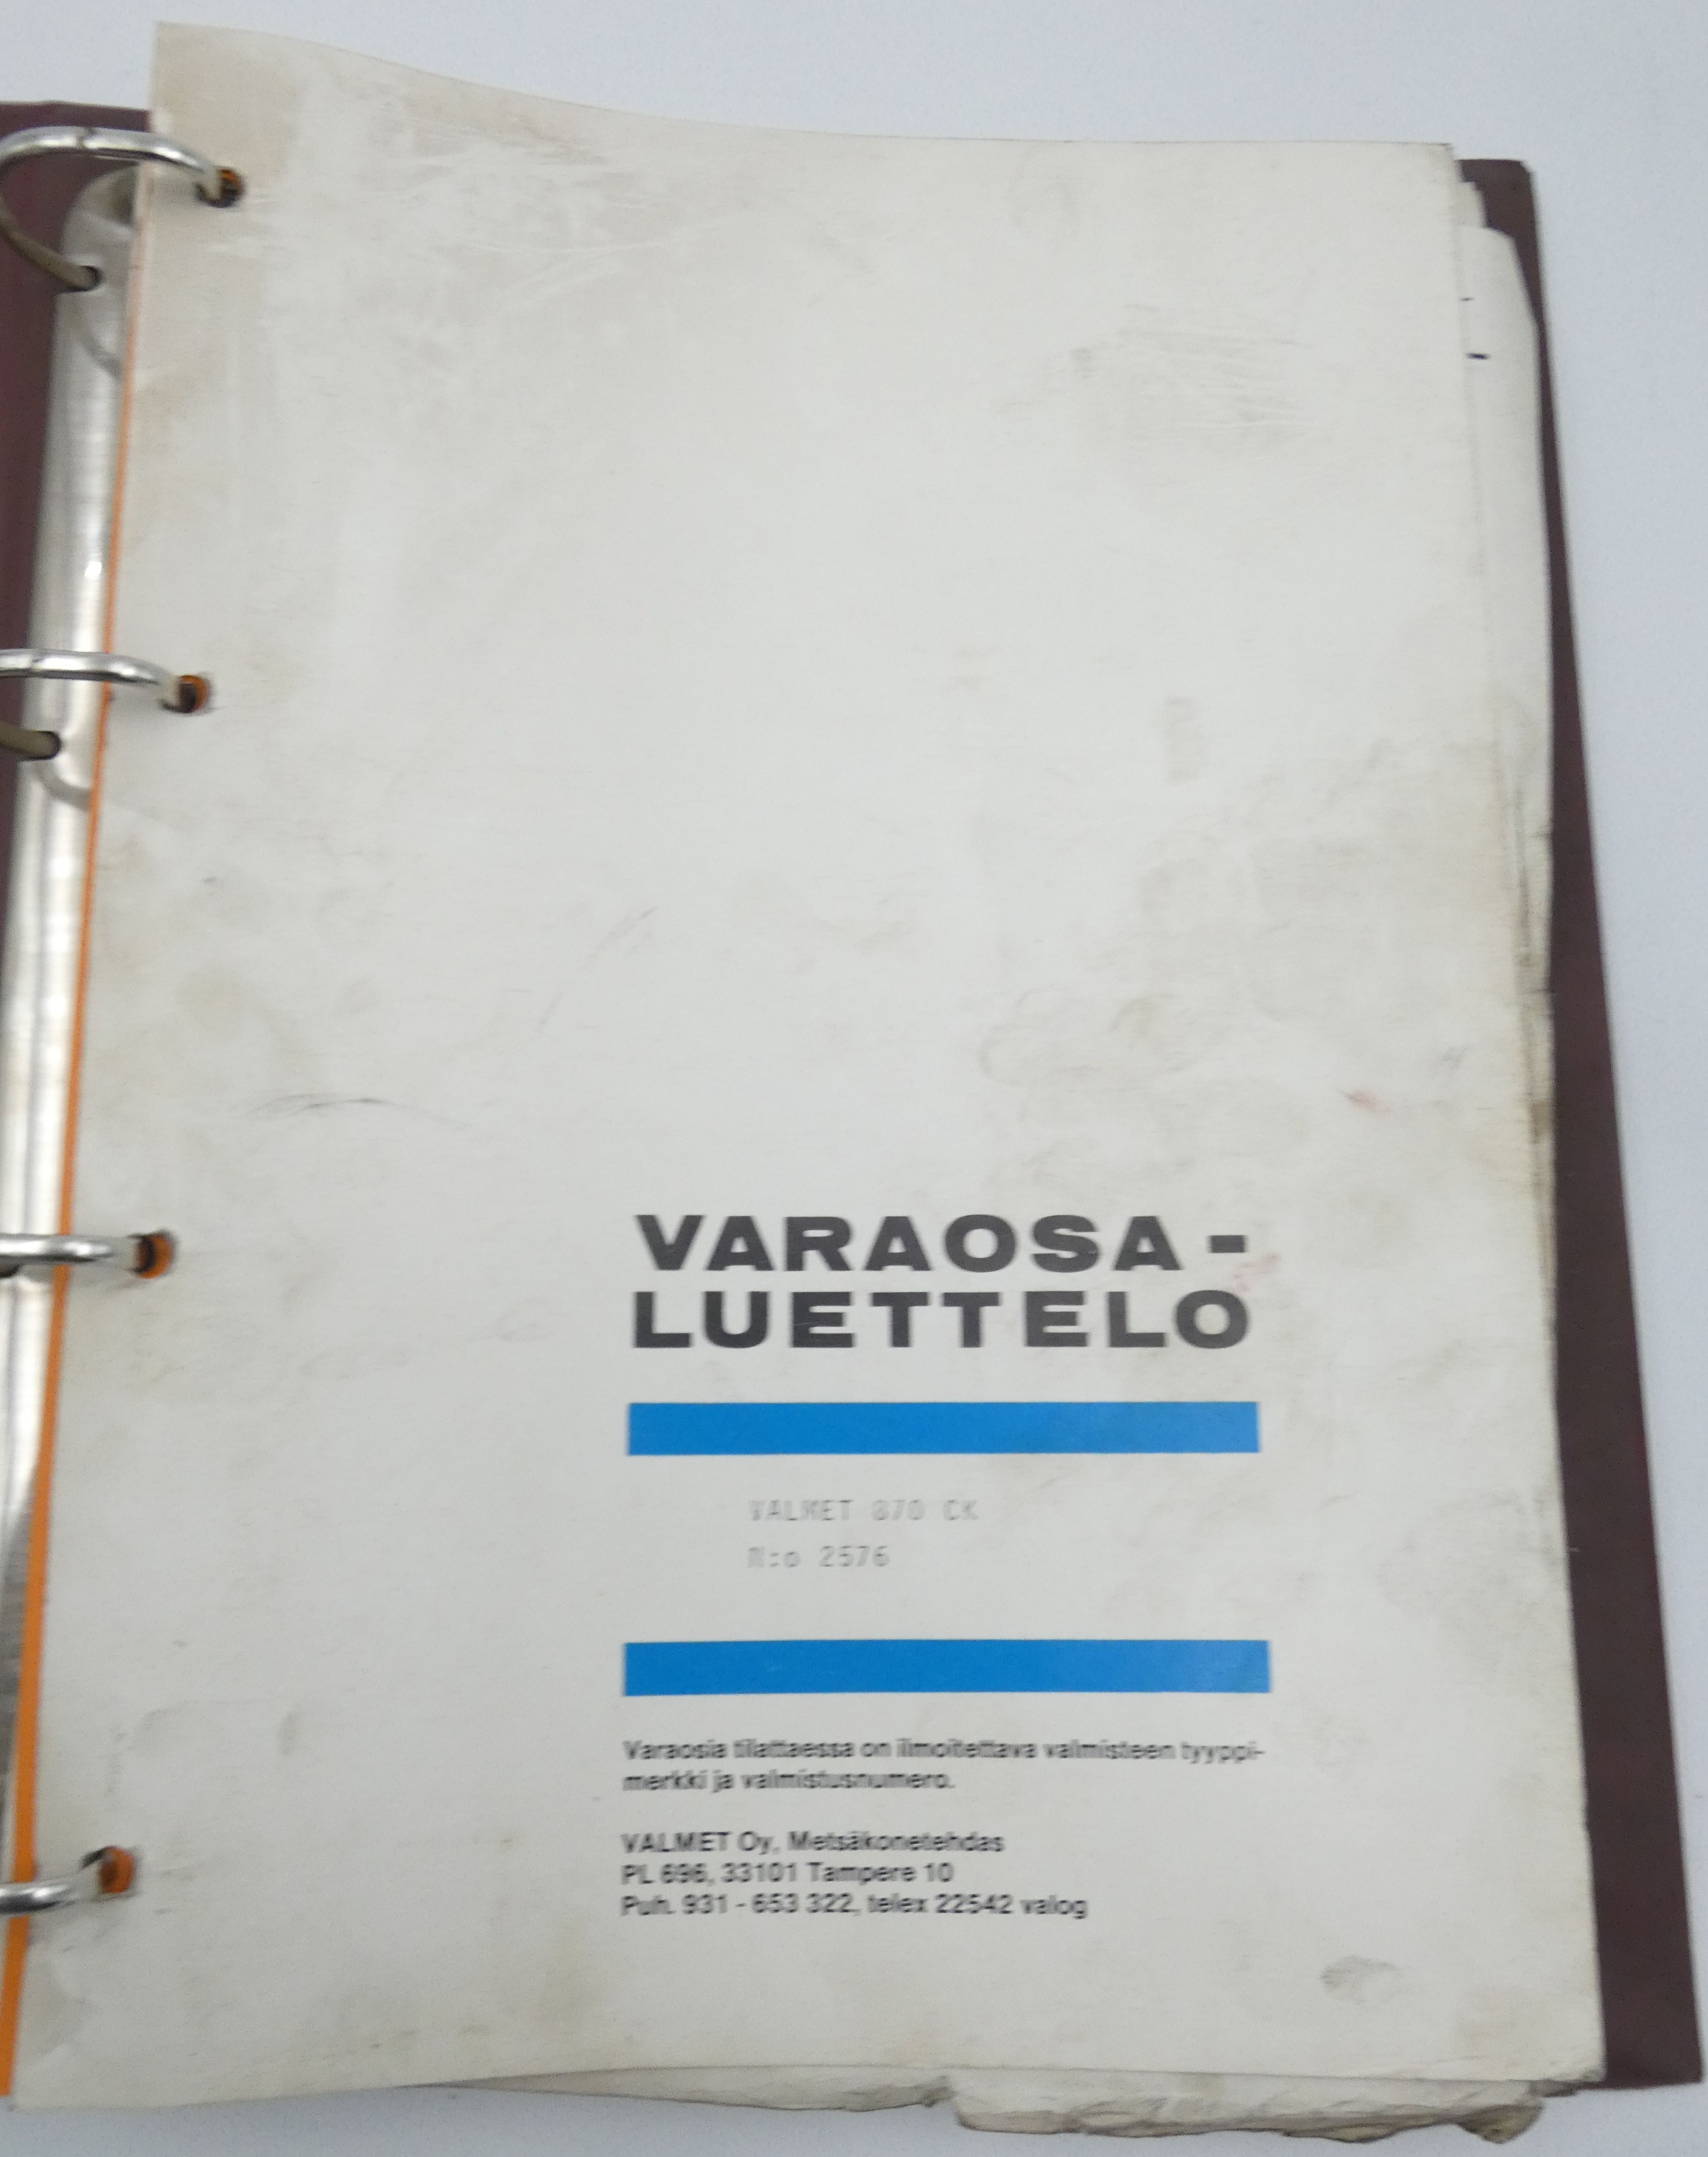 VARAOSA-
LUETTELO
VALMET 870 CK
N:o 2576
Varaosia tilattaessa on ilmoitettava valmisteen tyyppi-
merkki ja valmistusnumero.
VALMET Oy, Metsäkonetehdas
PL 696, 33101 Tampere 10
Puh. 931 - 653 322, telex 22542 valog